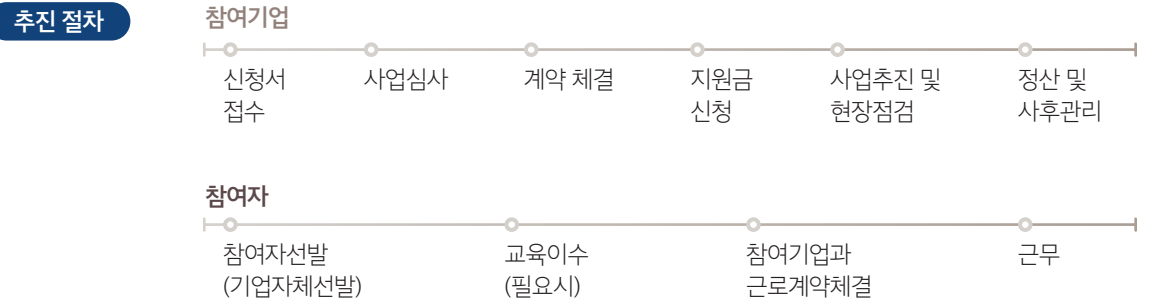 추진 절차
참여기업
신청서
접수
사업심사
계약 체결
지원금
신청
사업추진 및
현장점검
정산 및
사후관리
참여자
참여자선발
(기업자체선발)
교육이수
(필요시)
참여기업과
근로계약체결
근무